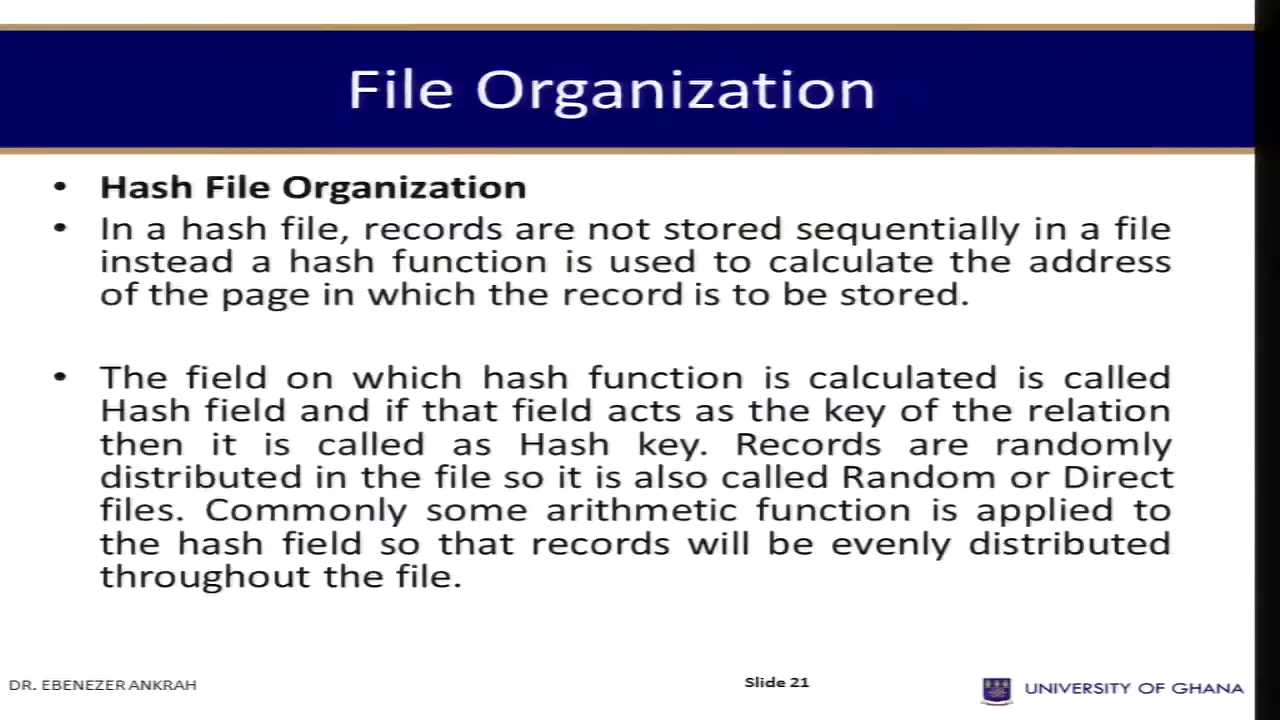 File Organization
• Hash File Organization
• In a hash file, records are not stored sequentially in a file
instead a hash function is used to calculate the address
of the page in which the record is to be stored.
• The field on which hash function is calculated is called
Hash field and if that field acts as the key of the relation
then it is called as Hash key. Records are randomly
distributed in the file so it is also called Random or Direct
files. Commonly some arithmetic function is applied to
the hash field so that records will be evenly distributed
throughout the file.
DR. EBENEZER ANKRAH
Slide 21
UNIVERSITY OF GHANA